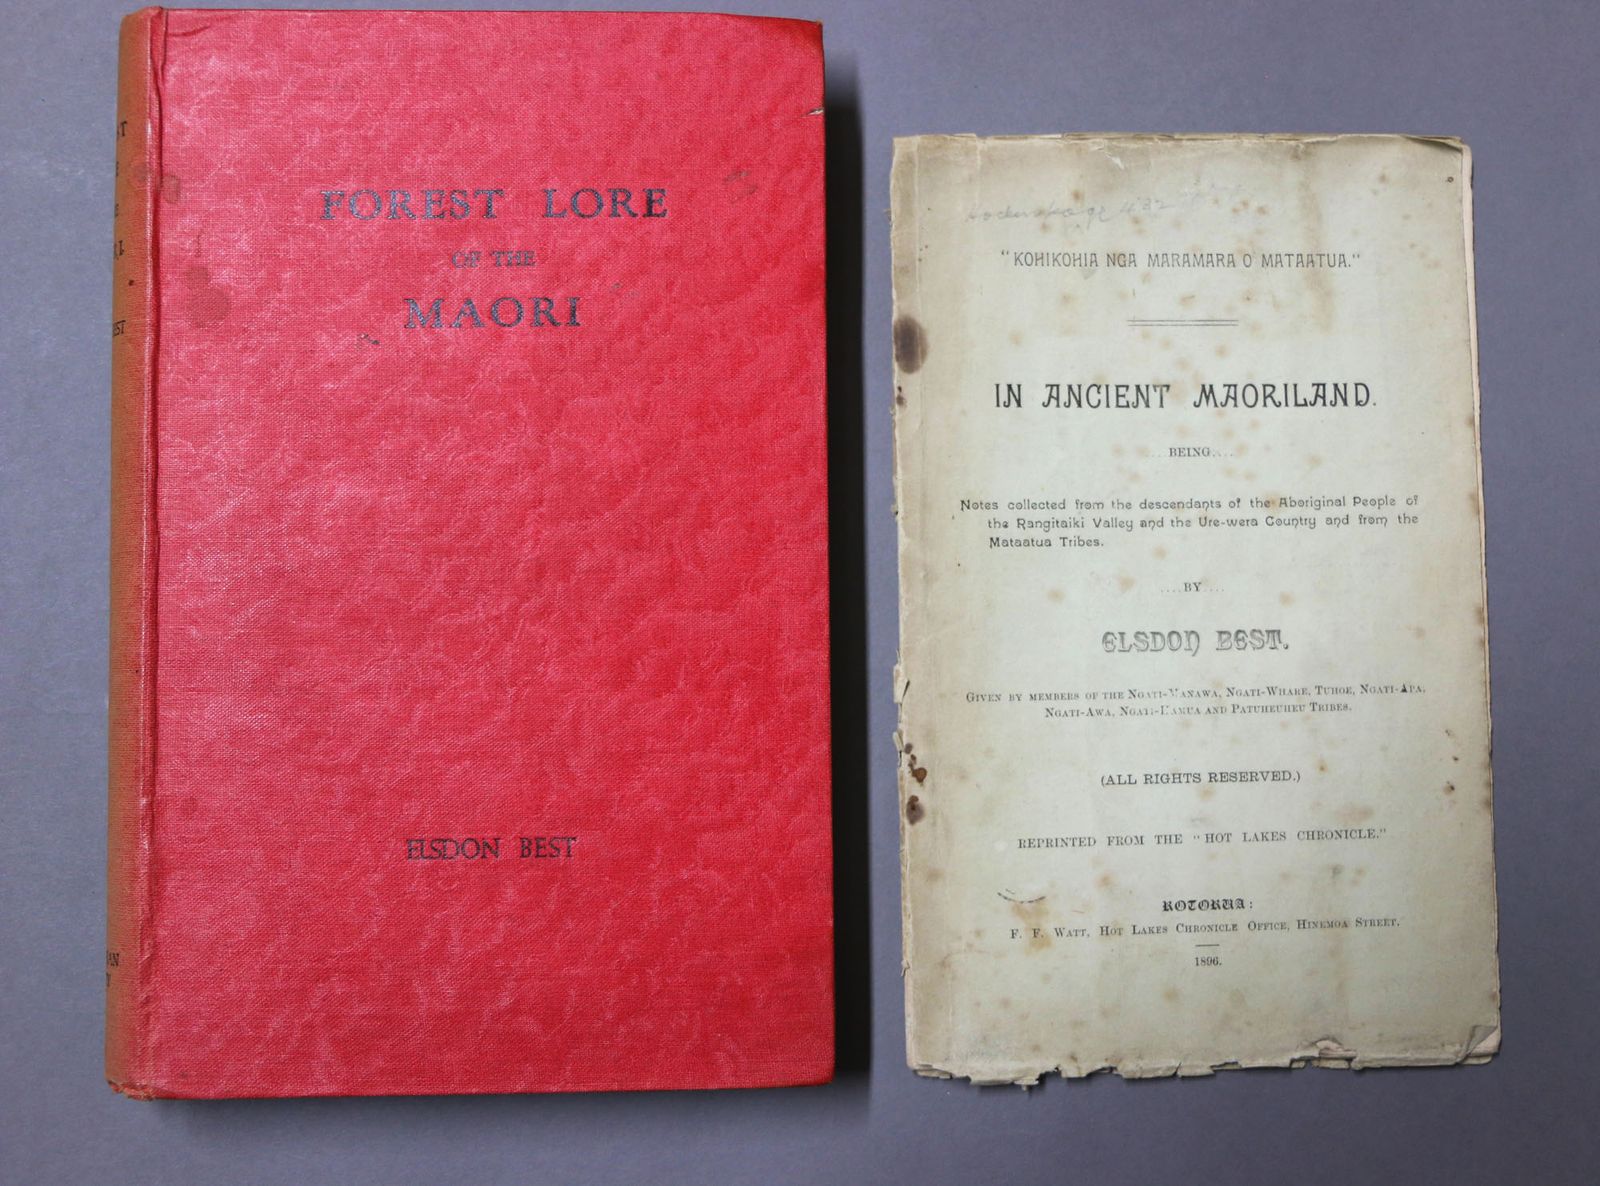 FOREST LORE
OF THE
MAORI
ELSDON BEST
"KOHIKOHIA NGA MARAMARA O MATAATUA."
IN ANCIENT MAORILAND.
....BEING....
Notes collected from the descendants of the Aboriginal People of
the Rangitaiki Valley and the Ure-wera Country and from the
Mataatua Tribes.
....BY....
ELSDON BEST.
GIVEN BY MEMBERS OF THE NGATI-MANAWA, NGATI-WHARE, TUHOE, NGATI-APA,
NGATI-AWA, NGATI-HAMUA AND PATUHEUHEU TRIBES.
(ALL RIGHTS RESERVED.)
REPRINTED FROM THE "HOT LAKES CHRONICLE."
ROTORUA:
F. F. WATT, HOT LAKES CHRONICLE OFFICE, HINEMOA STREET.
1896.